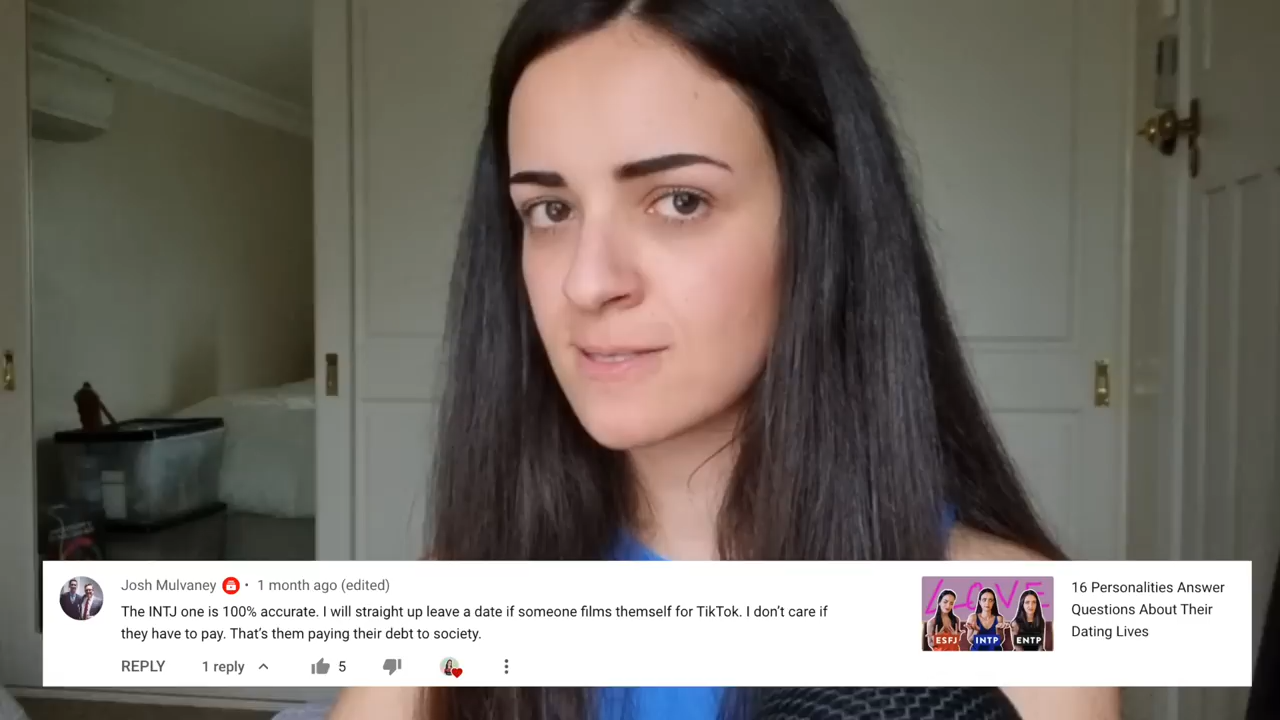 Josh Mulvaney • 1 month ago (edited)
The INTJ one is 100% accurate. I will straight up leave a date if someone films themself for TikTok. I don't care if
they have to pay. That's them paying their debt to society.
REPLY 1 reply 5
LOVE
ESFJ INTP ENTP
16 Personalities Answer
Questions About Their
Dating Lives